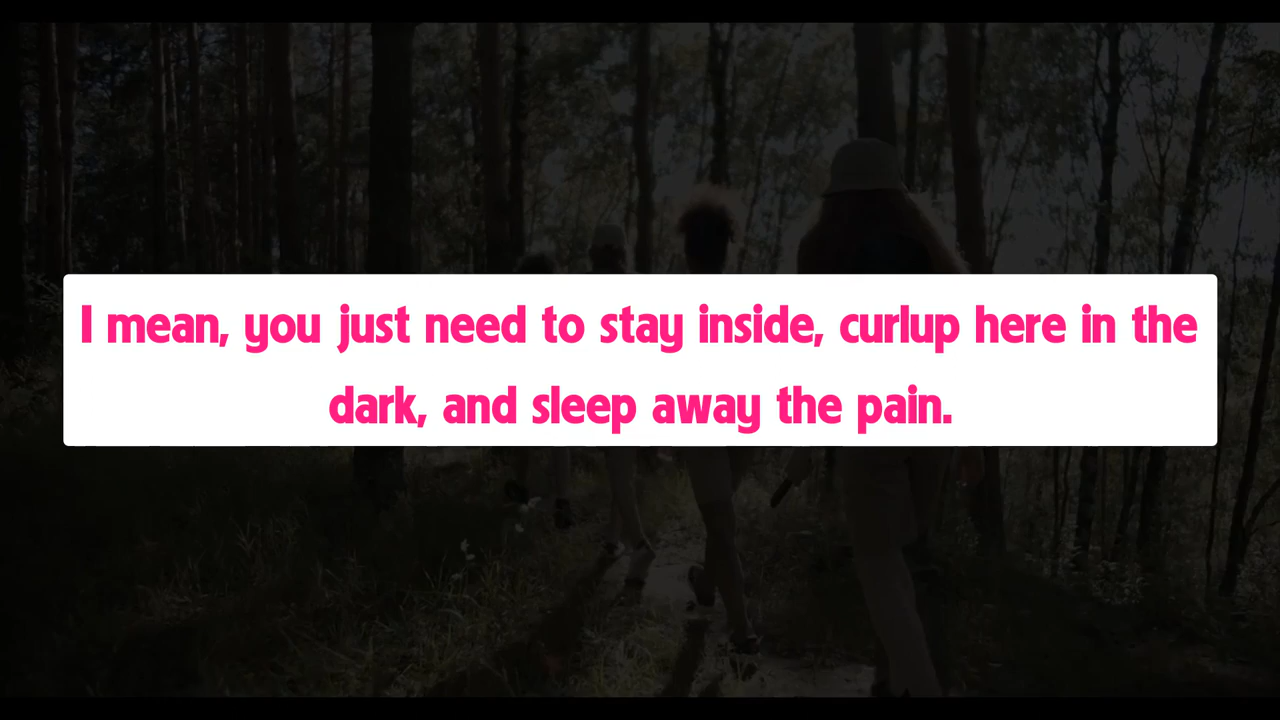 I mean, you just need to stay inside, curlup here in the
dark, and sleep away the pain.